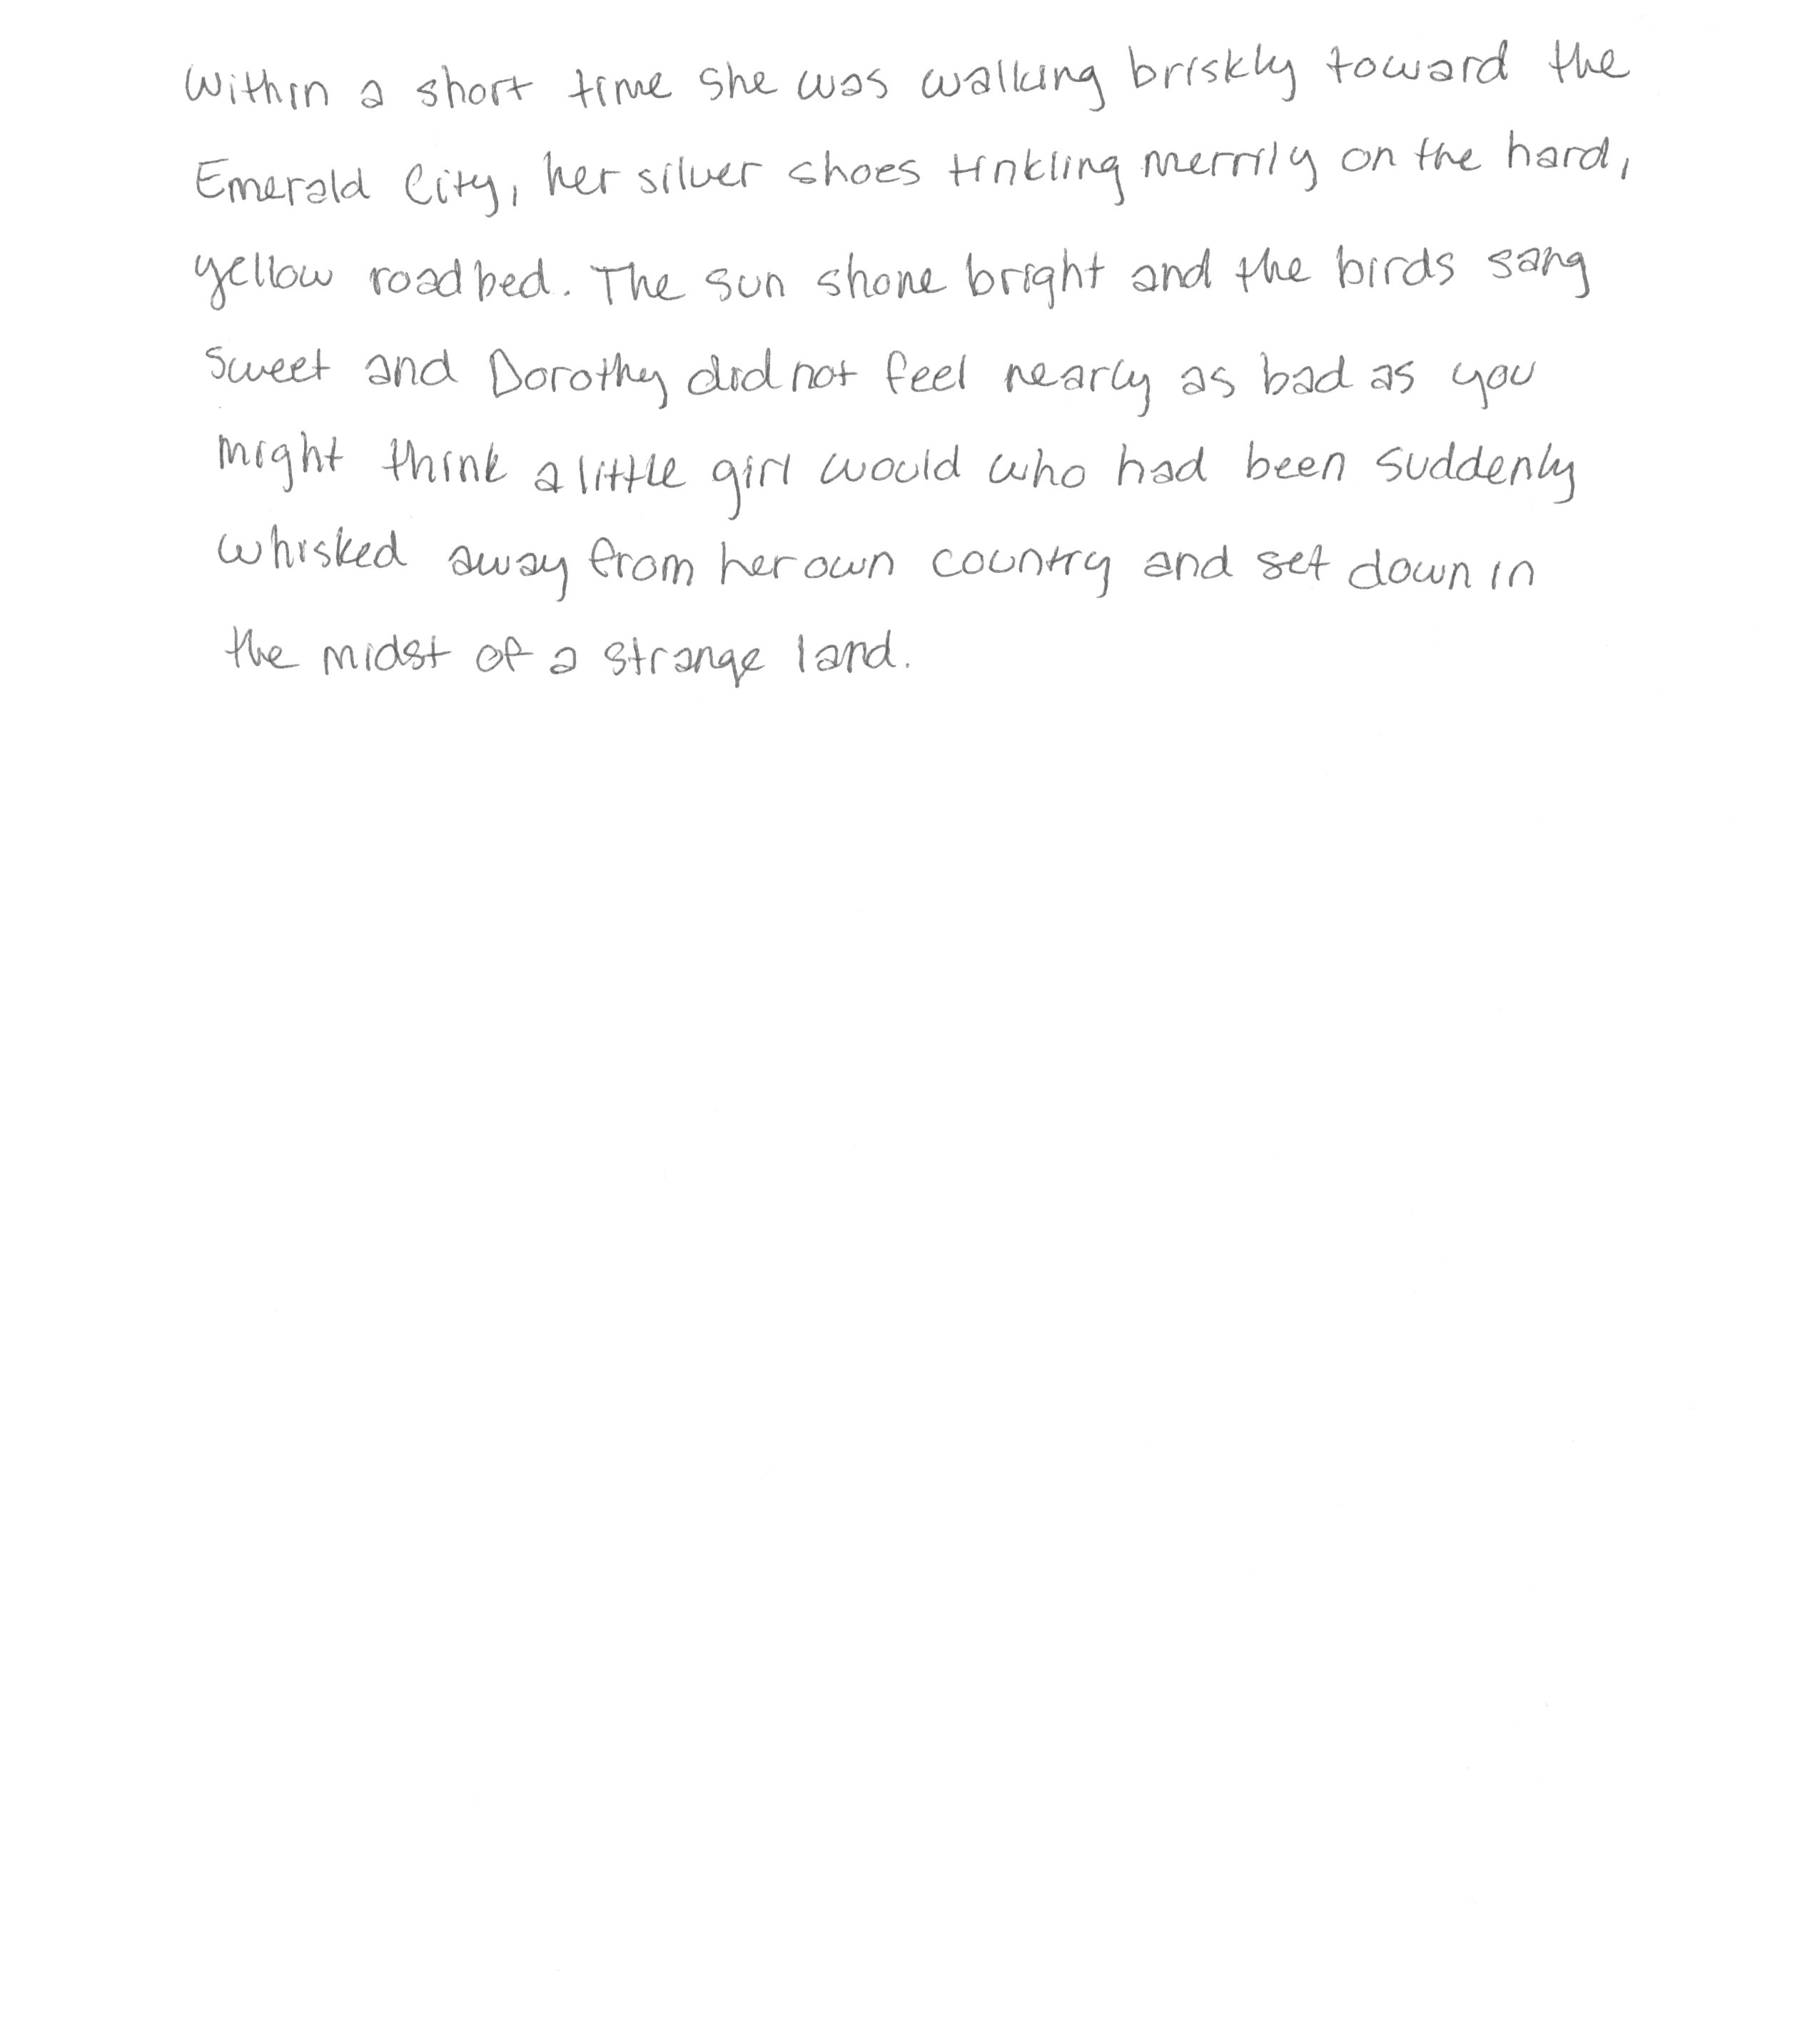 Within a short time she was walking briskly toward the
Emerald City, her silver shoes tinkling merrily on the hard,
yellow roadbed. The sun shone bright and the birds sang
sweet and Dorothy did not feel nearly as bad as you
might think a little girl would who had been suddenly
whisked away from her own country and set down in
the midst of a strange land.